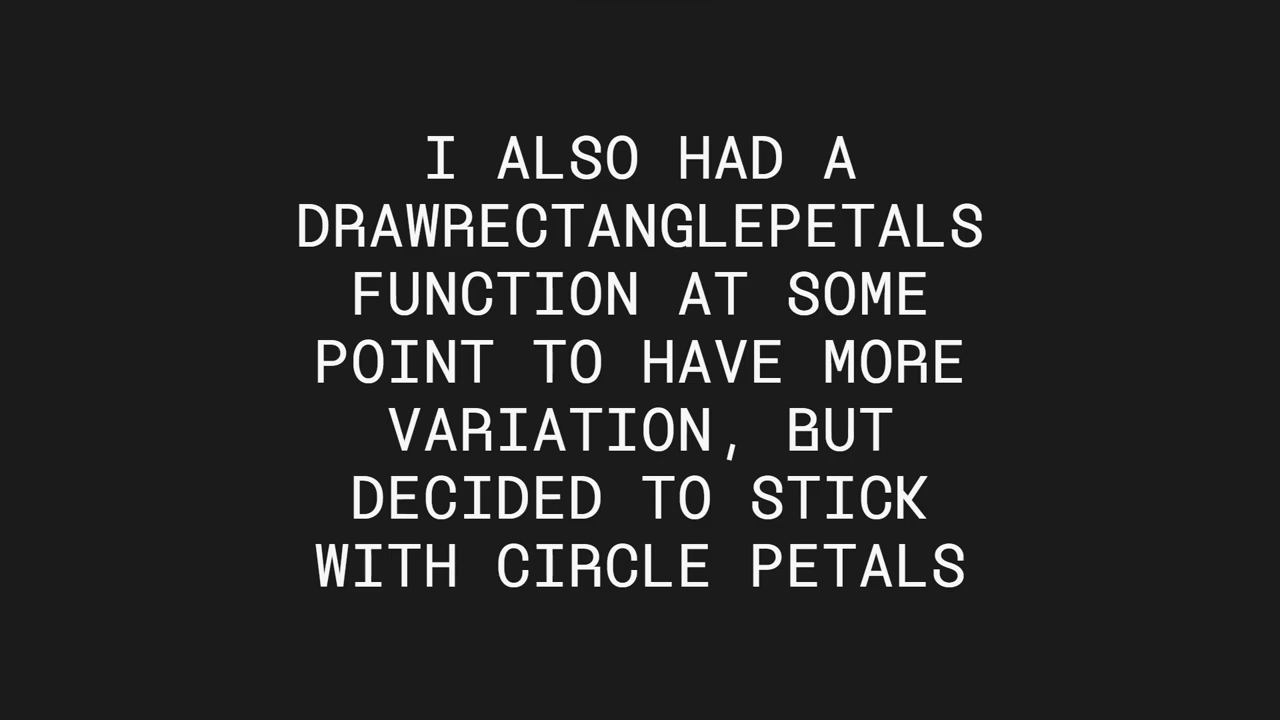 I ALSO HAD A
DRAWRECTANGLEPETALS
FUNCTION AT SOME
POINT TO HAVE MORE
VARIATION, BUT
DECIDED TO STICK
WITH CIRCLE PETALS